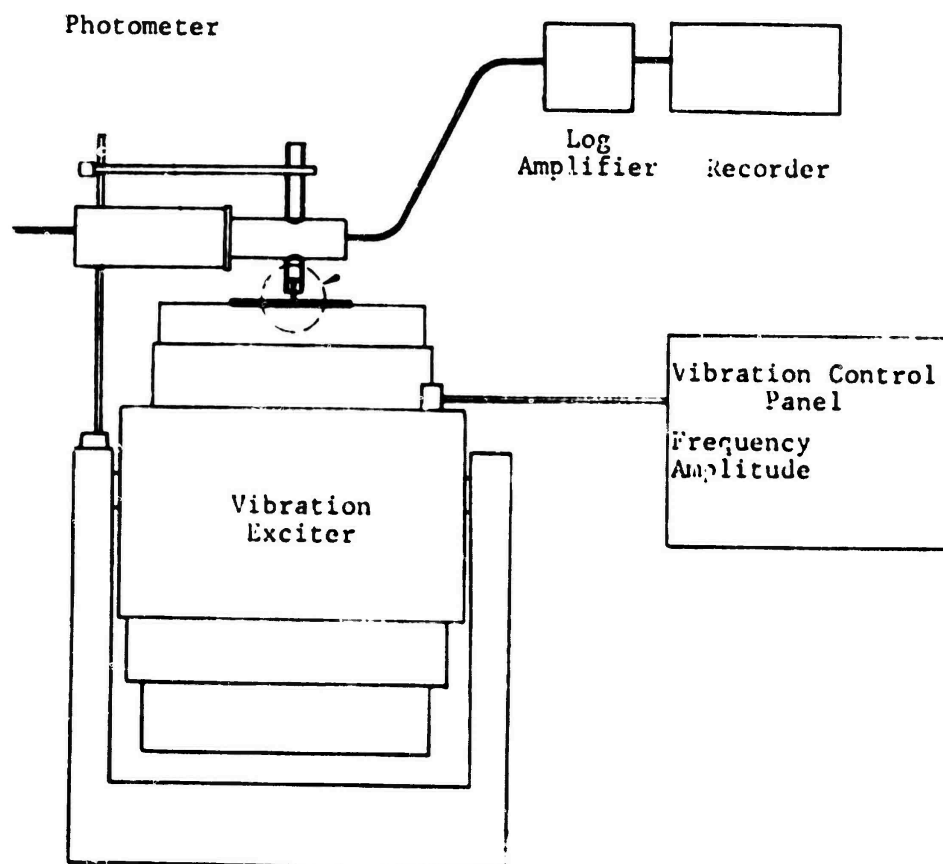 Photometer
Log
Amplifier
Recorder
Vibration Control
Panel
Frequency
Amplitude
Vibration
Exciter